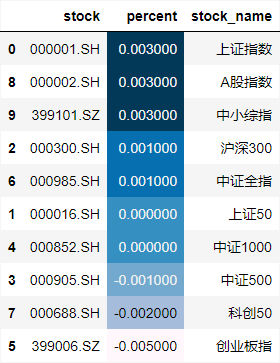 stock percent stock_name
0 000001.SH 0.003000 上证指数
8 000002.SH 0.003000 A股指数
9 399101.SZ 0.003000 中小综指
2 000300.SH 0.001000 沪深300
6 000985.SH 0.001000 中证全指
1 000016.SH 0.000000 上证50
4 000852.SH 0.000000 中证1000
3 000905.SH -0.001000 中证500
7 000688.SH -0.002000 科创50
5 399006.SZ -0.005000 创业板指